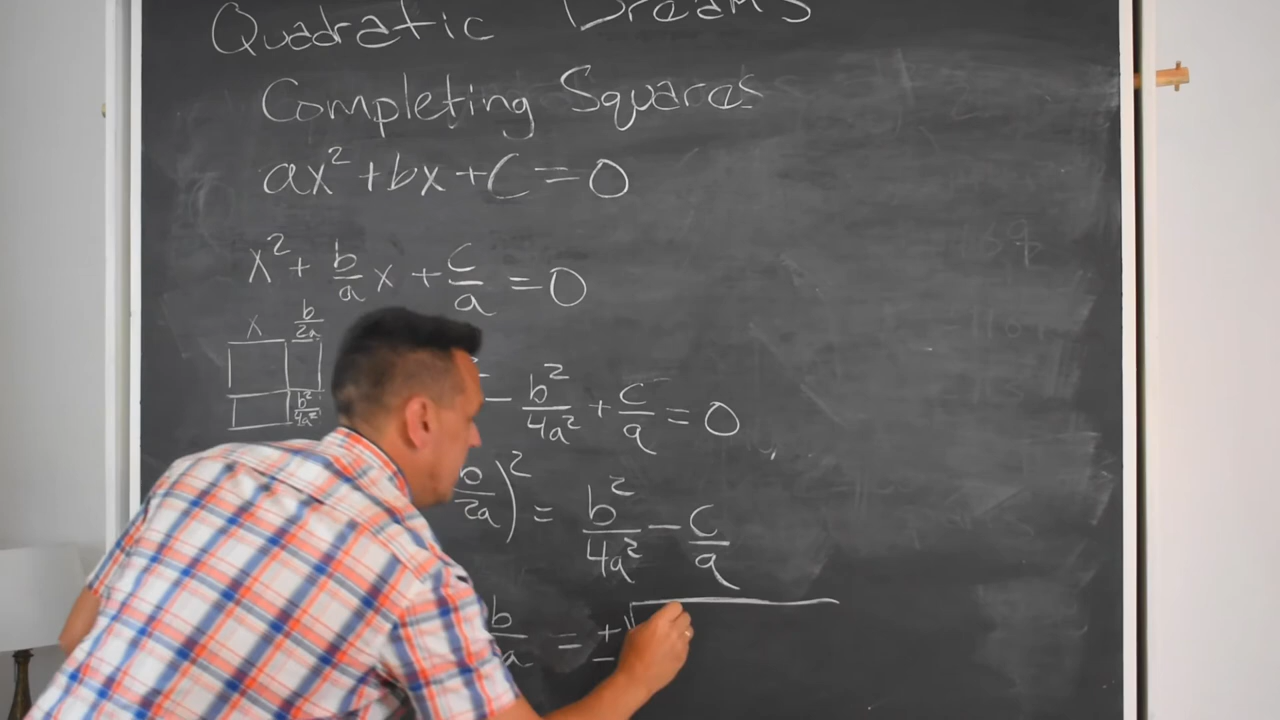 Quadratic Dreams
Completing Squares
ax² + bx + c = 0
x² + b/a x + c/a = 0
x b/2a
b²/4a²
− b²/4a² + c/a = 0
b/2a)² = b²/4a² − c/a
b/a = ±√